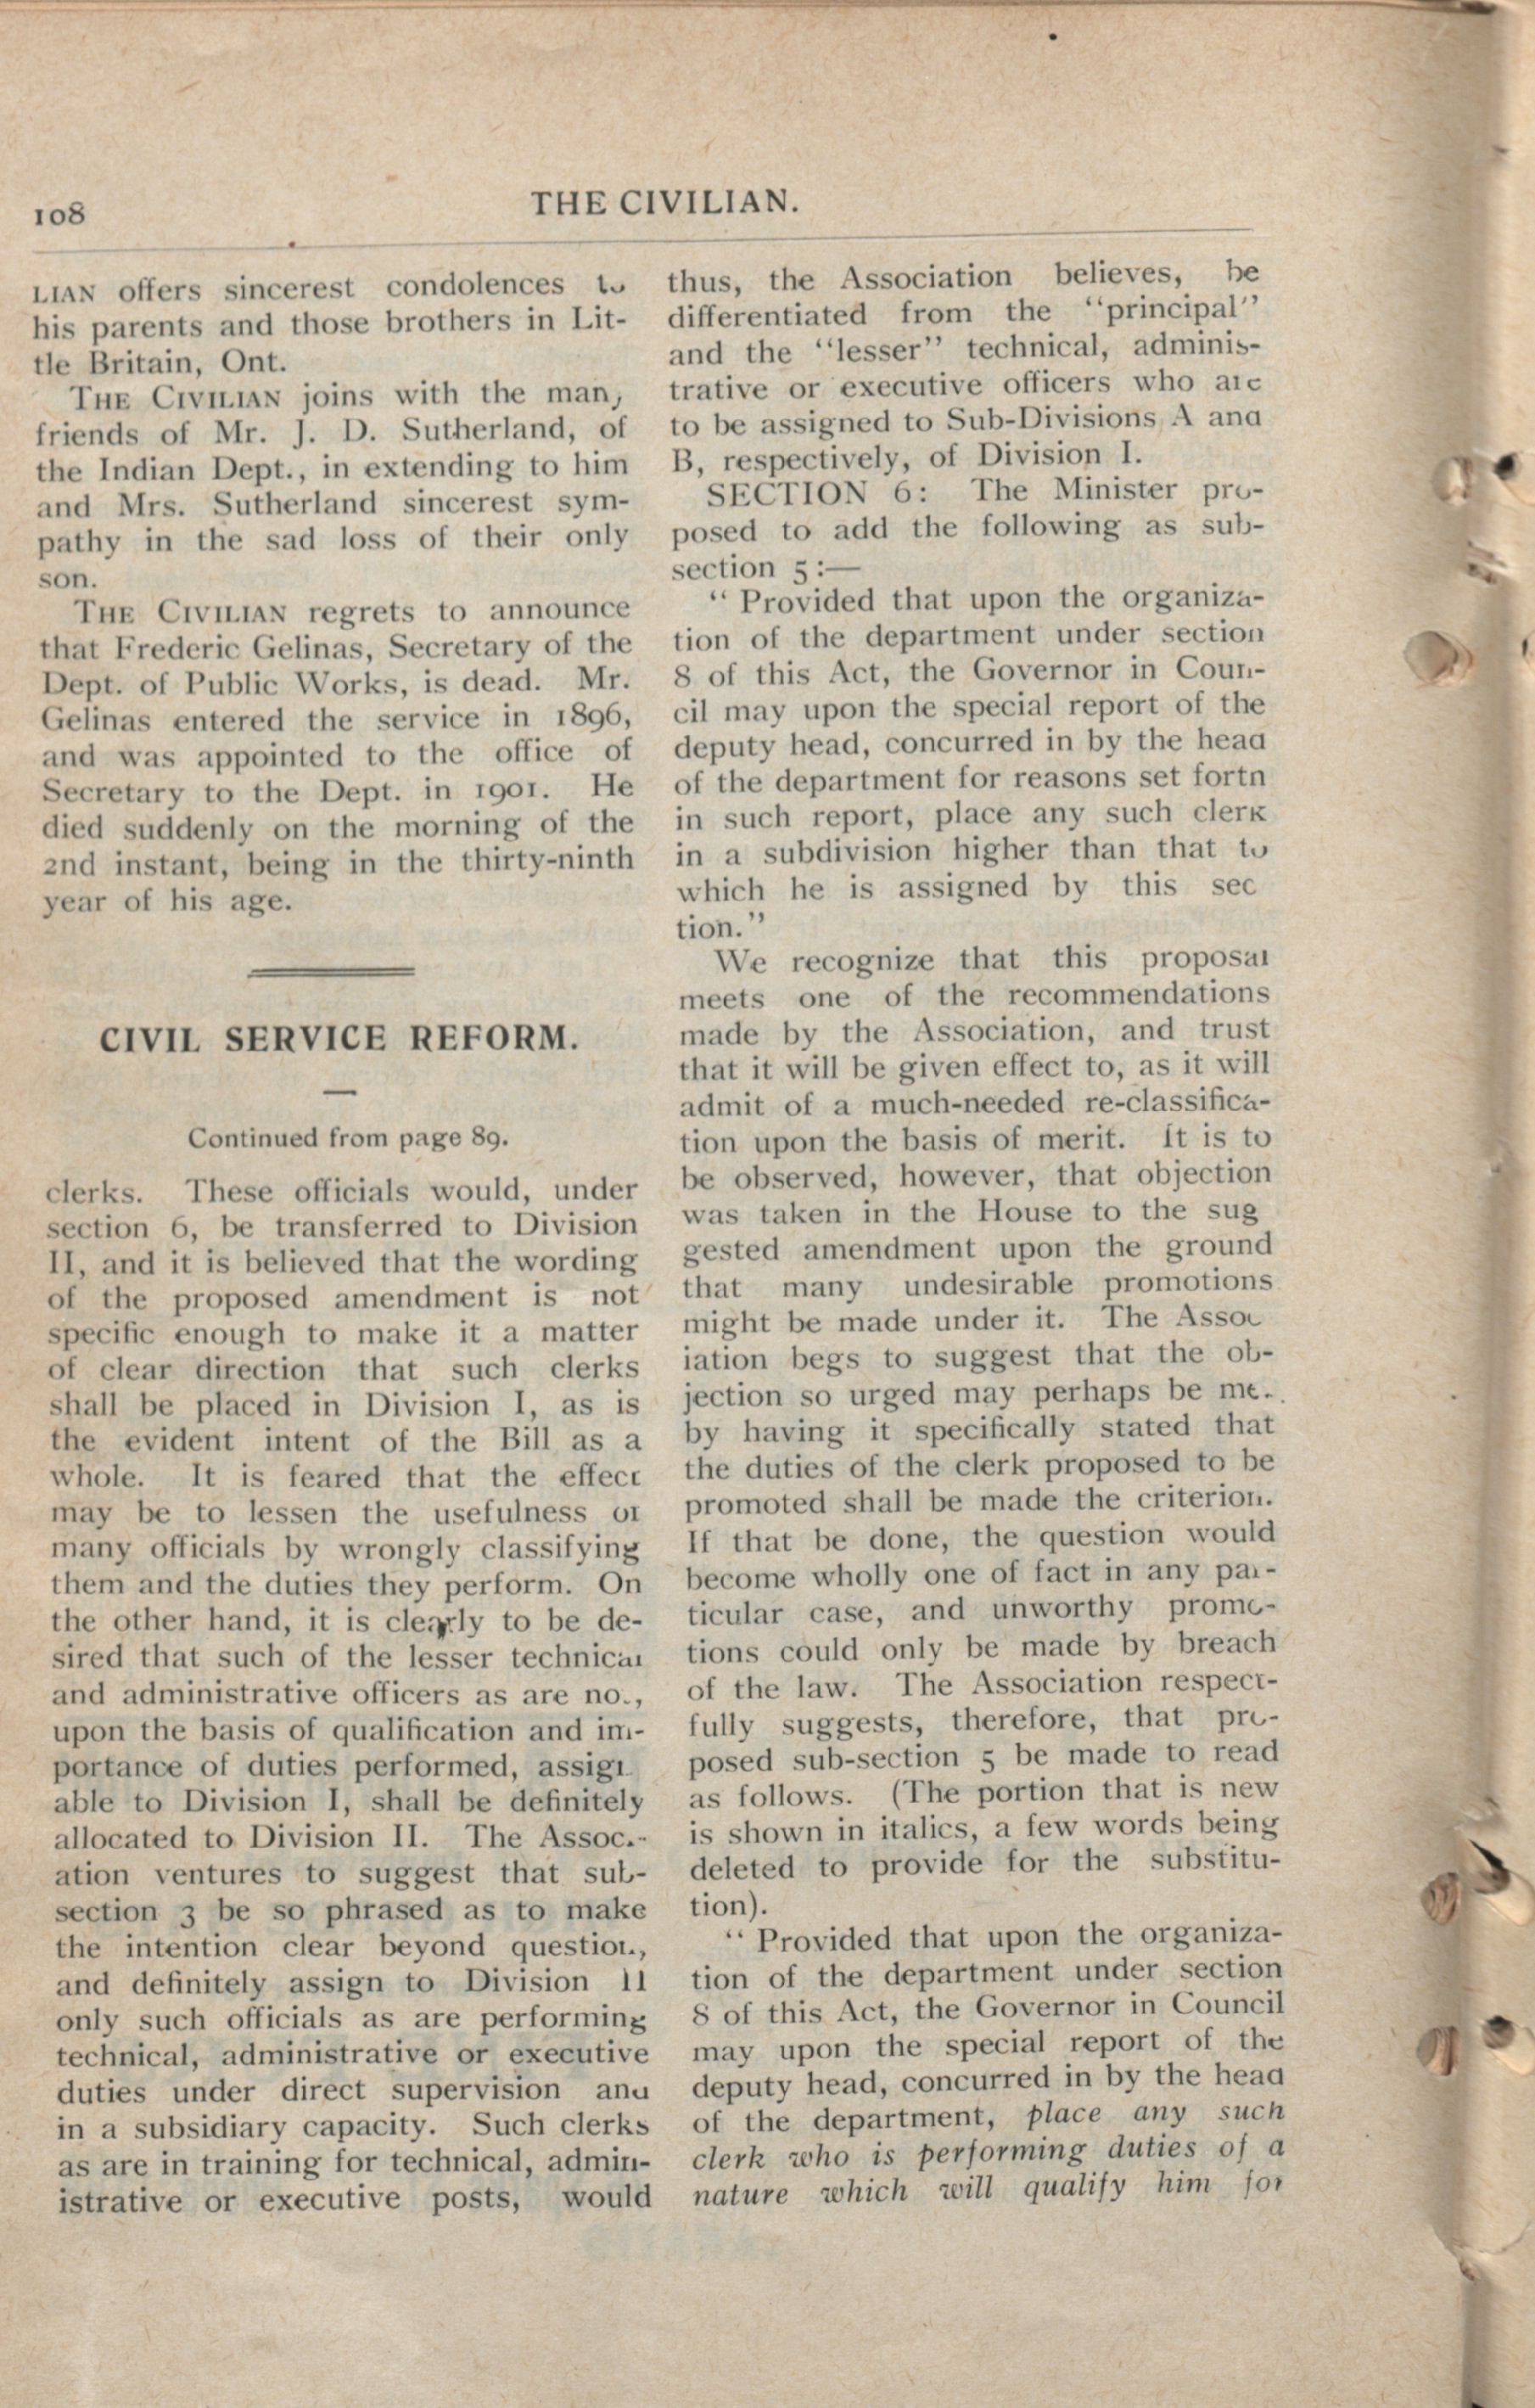 108
THE CIVILIAN.
LIAN offers sincerest condolences to
his parents and those brothers in Lit-
tle Britain, Ont.
THE CIVILIAN joins with the many
friends of Mr. J. D. Sutherland, of
the Indian Dept., in extending to him
and Mrs. Sutherland sincerest sym-
pathy in the sad loss of their only
son.
THE CIVILIAN regrets to announce
that Frederic Gelinas, Secretary of the
Dept. of Public Works, is dead. Mr.
Gelinas entered the service in 1896,
and was appointed to the office of
Secretary to the Dept. in 1901. He
died suddenly on the morning of the
2nd instant, being in the thirty-ninth
year of his age.
CIVIL SERVICE REFORM.
—
Continued from page 89.
clerks. These officials would, under
section 6, be transferred to Division
II, and it is believed that the wording
of the proposed amendment is not
specific enough to make it a matter
of clear direction that such clerks
shall be placed in Division I, as is
the evident intent of the Bill as a
whole. It is feared that the effect
may be to lessen the usefulness of
many officials by wrongly classifying
them and the duties they perform. On
the other hand, it is clearly to be de-
sired that such of the lesser technical
and administrative officers as are not,
upon the basis of qualification and im-
portance of duties performed, assign
able to Division I, shall be definitely
allocated to Division II. The Associ-
ation ventures to suggest that sub-
section 3 be so phrased as to make
the intention clear beyond question,
and definitely assign to Division II
only such officials as are performing
technical, administrative or executive
duties under direct supervision and
in a subsidiary capacity. Such clerks
as are in training for technical, admin-
istrative or executive posts, would
thus, the Association believes, be
differentiated from the "principal"
and the "lesser" technical, adminis-
trative or executive officers who are
to be assigned to Sub-Divisions A and
B, respectively, of Division I.
SECTION 6: The Minister pro-
posed to add the following as sub-
section 5:—
" Provided that upon the organiza-
tion of the department under section
8 of this Act, the Governor in Coun-
cil may upon the special report of the
deputy head, concurred in by the head
of the department for reasons set forth
in such report, place any such clerk
in a subdivision higher than that to
which he is assigned by this sec
tion."
We recognize that this proposal
meets one of the recommendations
made by the Association, and trust
that it will be given effect to, as it will
admit of a much-needed re-classifica-
tion upon the basis of merit. It is to
be observed, however, that objection
was taken in the House to the sug
gested amendment upon the ground
that many undesirable promotions
might be made under it. The Assoc
iation begs to suggest that the ob-
jection so urged may perhaps be met
by having it specifically stated that
the duties of the clerk proposed to be
promoted shall be made the criterion.
If that be done, the question would
become wholly one of fact in any par-
ticular case, and unworthy promo-
tions could only be made by breach
of the law. The Association respect-
fully suggests, therefore, that pro-
posed sub-section 5 be made to read
as follows. (The portion that is new
is shown in italics, a few words being
deleted to provide for the substitu-
tion).
" Provided that upon the organiza-
tion of the department under section
8 of this Act, the Governor in Council
may upon the special report of the
deputy head, concurred in by the head
of the department, place any such
clerk who is performing duties of a
nature which will qualify him for